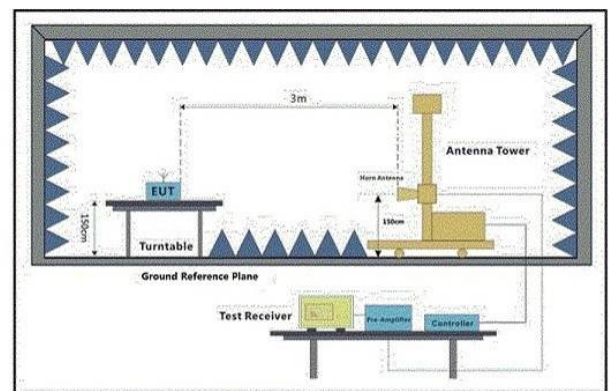 3m
Antenna Tower
Horn Antenna
EUT
150cm
150cm
Turntable
Ground Reference Plane
Test Receiver
Pre-Amplifier
Controller